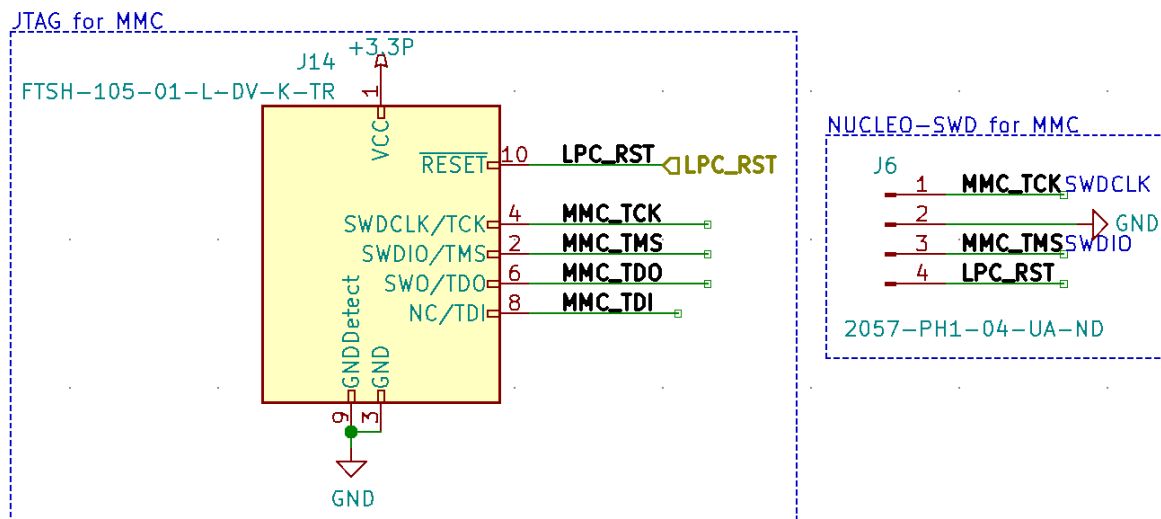 JTAG for MMC
+3.3P
J14
FTSH-105-01-L-DV-K-TR
1
VCC
RESET 10 LPC_RST LPC_RST
SWDCLK/TCK 4 MMC_TCK
SWDIO/TMS 2 MMC_TMS
SWO/TDO 6 MMC_TDO
NC/TDI 8 MMC_TDI
GNDDetect
GND
9
3
GND
NUCLEO-SWD for MMC
J6
1 MMC_TCK SWDCLK
2 GND
3 MMC_TMS SWDIO
4 LPC_RST
2057-PH1-04-UA-ND